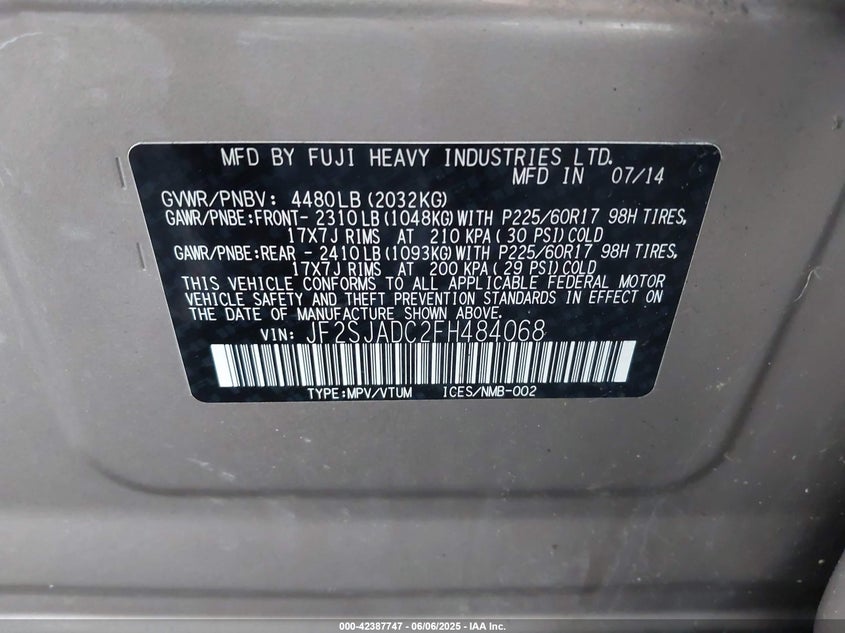 MFD BY FUJI HEAVY INDUSTRIES LTD.
MFD IN 07/14
GVWR/PNBV: 4480LB(2032KG)
GAWR/PNBE:FRONT- 2310LB(1048KG)WITH P225/60R17 98H TIRES,
17X7J RIMS AT 210 KPA(30 PSI)COLD
GAWR/PNBE:REAR - 2410LB(1093KG)WITH P225/60R17 98H TIRES,
17X7J RIMS AT 200 KPA(29 PSI)COLD
THIS VEHICLE CONFORMS TO ALL APPLICABLE FEDERAL MOTOR
VEHICLE SAFETY AND THEFT PREVENTION STANDARDS IN EFFECT ON
THE DATE OF MANUFACTURE SHOWN ABOVE.
VIN: JF2SJADC2FH484068
TYPE:MPV/VTUM ICES/NMB-002
000-42387747 - 06/06/2025 - IAA Inc.